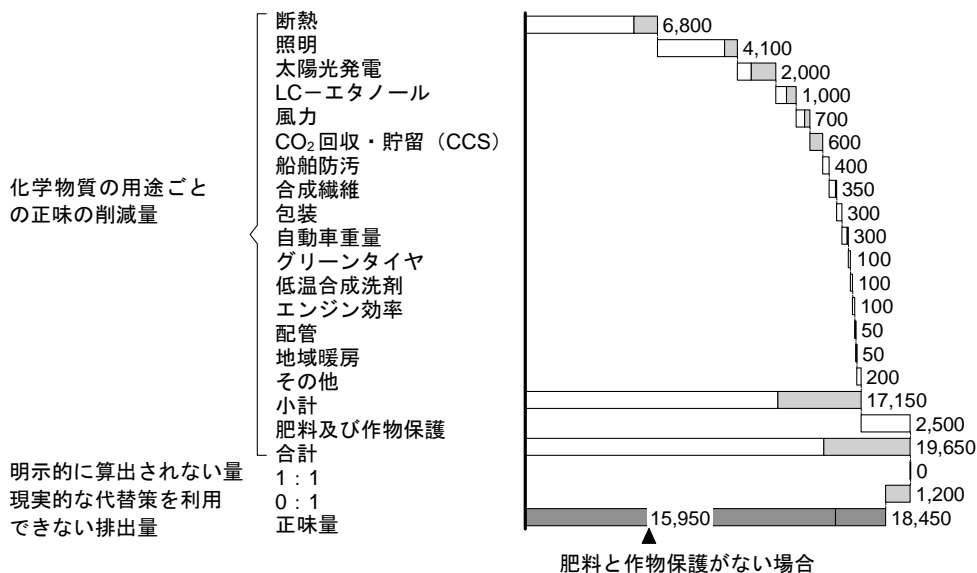 断熱 6,800
照明 4,100
太陽光発電 2,000
LC－エタノール 1,000
風力 700
CO₂回収・貯留（CCS） 600
船舶防汚 400
化学物質の用途ごと
の正味の削減量
合成繊維 350
包装 300
自動車重量 300
グリーンタイヤ 100
低温合成洗剤 100
エンジン効率 100
配管 50
地域暖房 50
その他 200
小計 17,150
肥料及び作物保護 2,500
合計 19,650
明示的に算出されない量
1：1 0
現実的な代替策を利用
できない排出量
0：1 1,200
正味量 15,950 18,450
肥料と作物保護がない場合